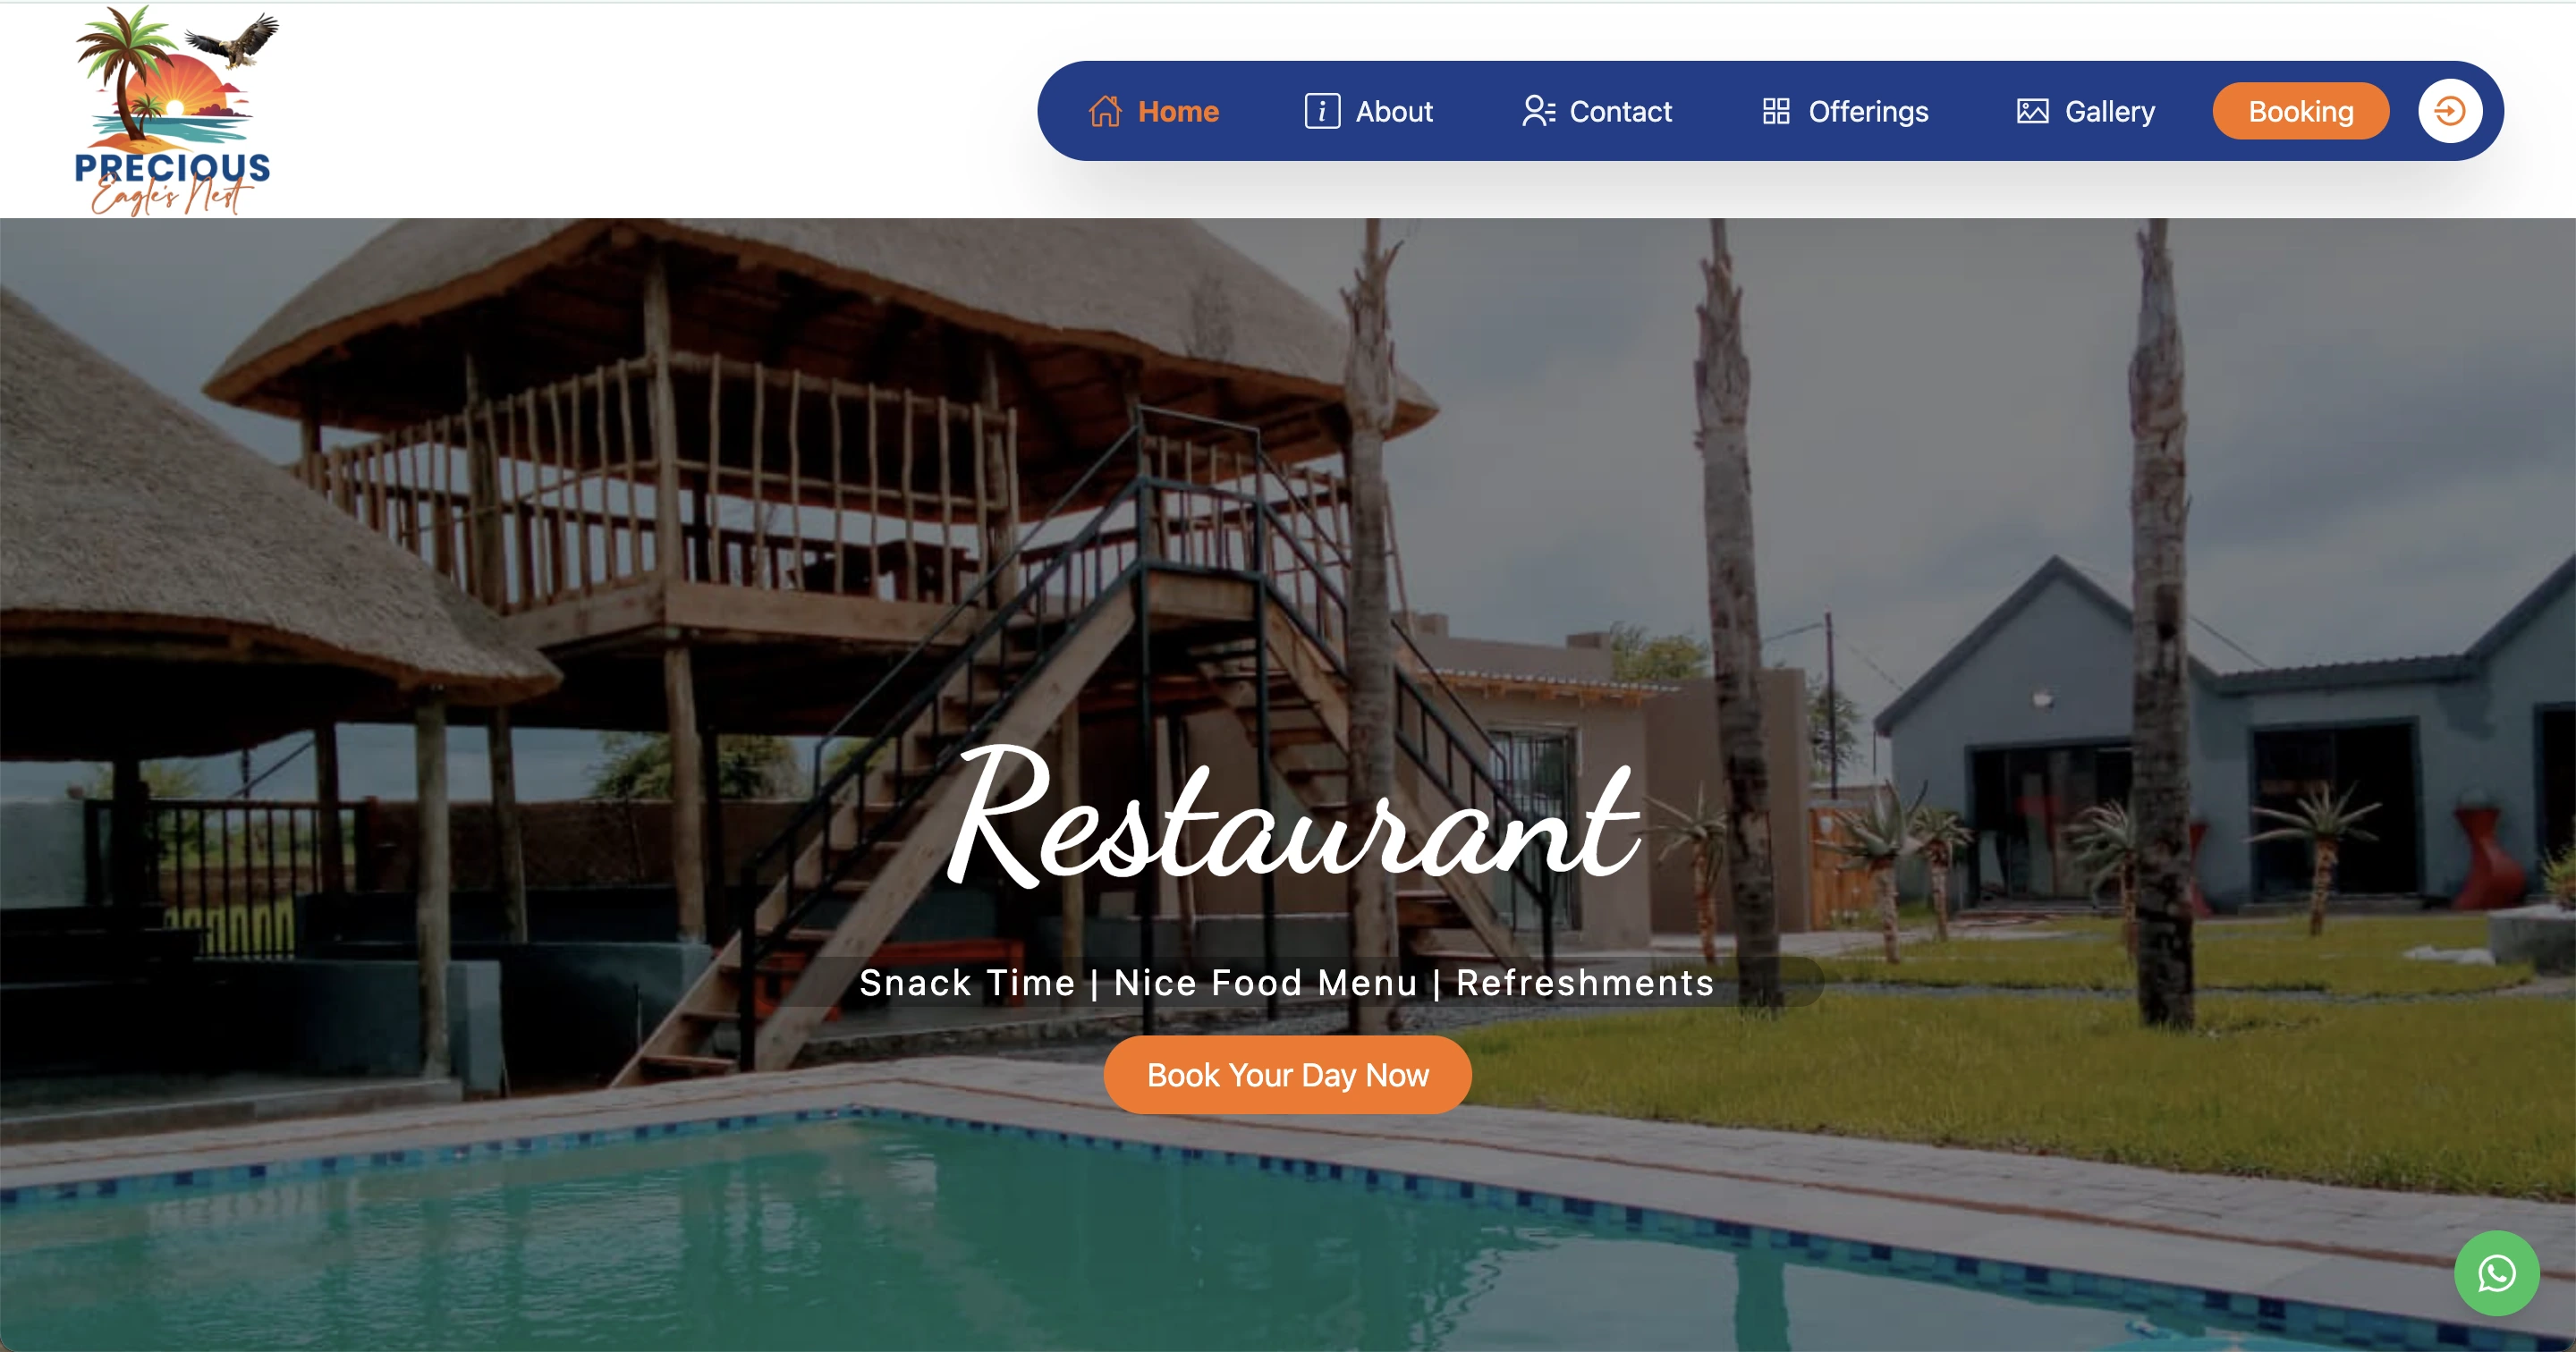 PRECIOUS
Eagle's Nest
Home
About
Contact
Offerings
Gallery
Booking
Restaurant
Snack Time | Nice Food Menu | Refreshments
Book Your Day Now